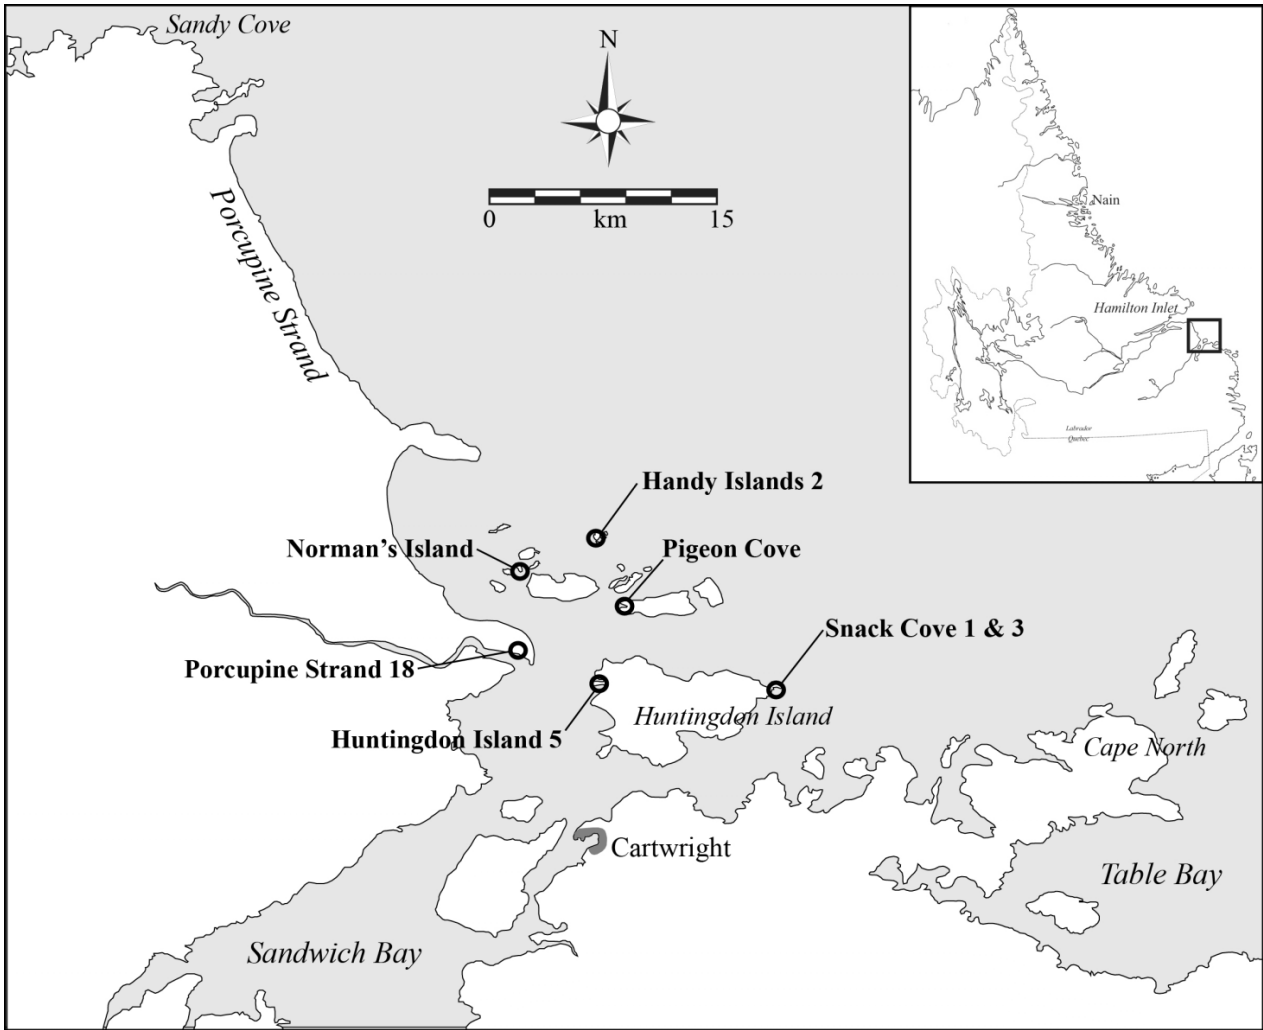 Sandy Cove
N
0 km 15
Porcupine Strand
Nain
Hamilton Inlet
Labrador
Quebec
Handy Islands 2
Norman's Island
Pigeon Cove
Snack Cove 1 & 3
Porcupine Strand 18
Huntingdon Island
Huntingdon Island 5
Cape North
Cartwright
Table Bay
Sandwich Bay